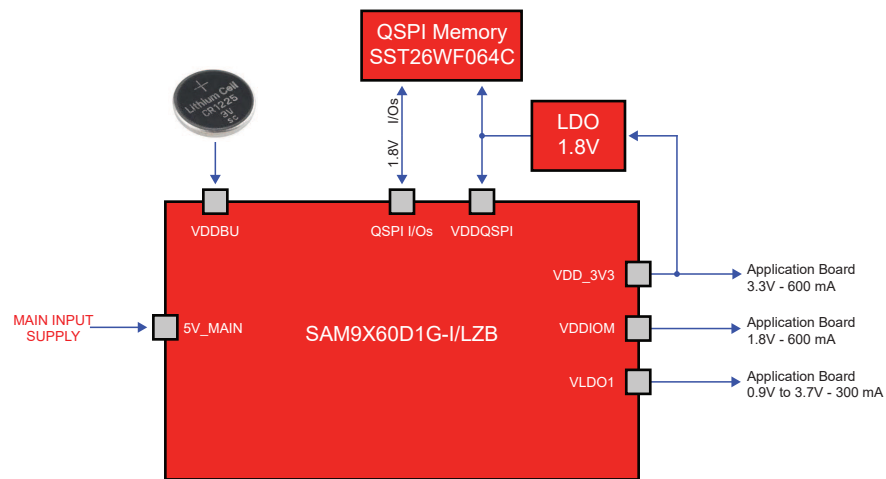 QSPI Memory
SST26WF064C
Lithium Cell
CR1225
3V
SC
1.8V I/Os
LDO
1.8V
VDDBU
QSPI I/Os
VDDQSPI
VDD_3V3
Application Board
3.3V - 600 mA
MAIN INPUT
SUPPLY
5V_MAIN
SAM9X60D1G-I/LZB
VDDIOM
Application Board
1.8V - 600 mA
VLDO1
Application Board
0.9V to 3.7V - 300 mA